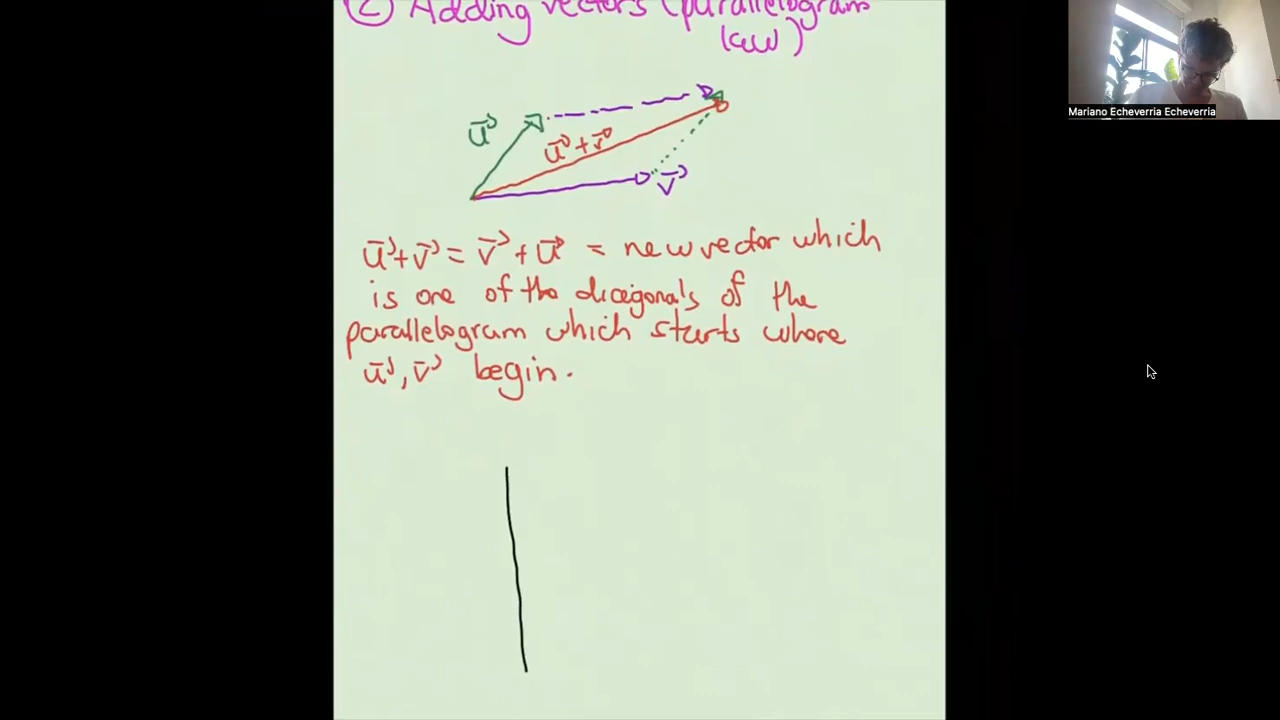 ② Adding vectors (parallelogram
law)
u⃗
u⃗+v⃗
v⃗
u⃗+v⃗ = v⃗+u⃗ = new vector which
is one of the diagonals of the
parallelogram which starts where
u⃗, v⃗ begin.
Mariano Echeverria Echeverria